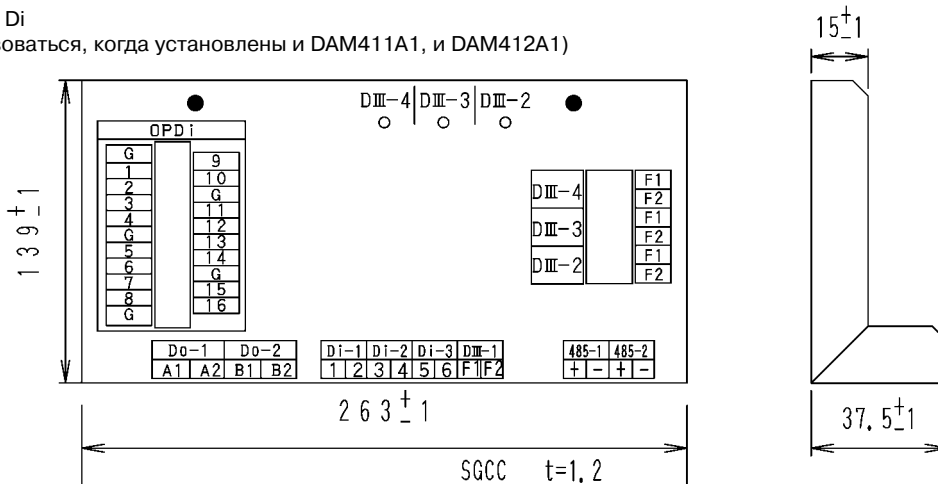 Di
оваться, когда установлены и DAM411A1, и DAM412A1)
15±1
DⅢ-4 DⅢ-3 DⅢ-2
OPDi
G
1
2
3
4
G
5
6
7
8
G
9
10
G
11
12
13
14
G
15
16
DⅢ-4
DⅢ-3
DⅢ-2
F1
F2
F1
F2
F1
F2
139±1
Do-1 Do-2
A1 A2 B1 B2
Di-1 Di-2 Di-3 DⅢ-1
1 2 3 4 5 6 F1 F2
485-1 485-2
+ - + -
263±1
37.5±1
SGCC t=1.2